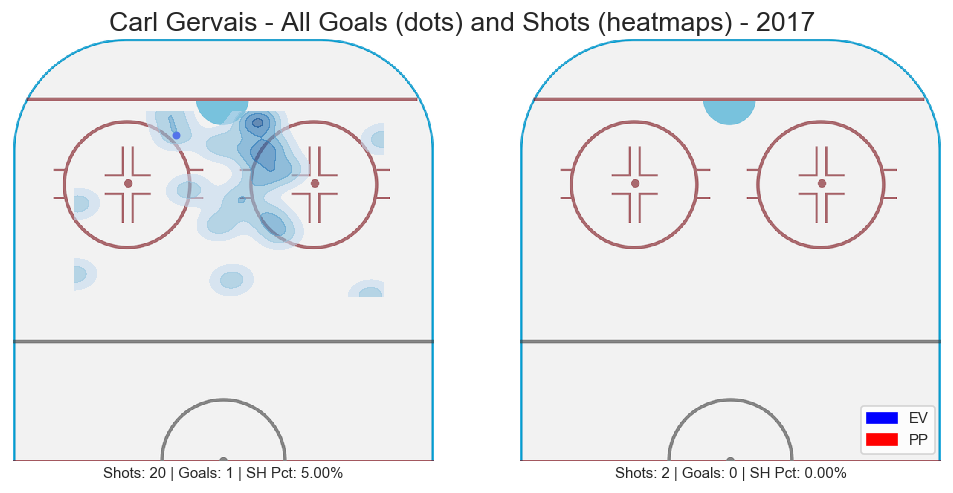 Carl Gervais - All Goals (dots) and Shots (heatmaps) - 2017
EV
PP
Shots: 20 | Goals: 1 | SH Pct: 5.00%
Shots: 2 | Goals: 0 | SH Pct: 0.00%